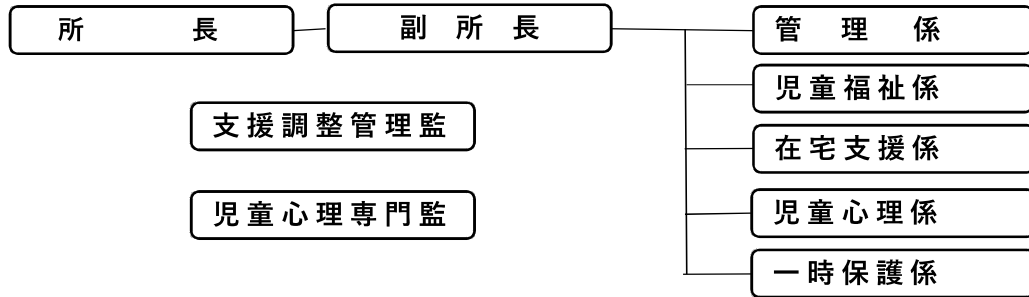 所長
副所長
管理係
児童福祉係
支援調整管理監
在宅支援係
児童心理専門監
児童心理係
一時保護係